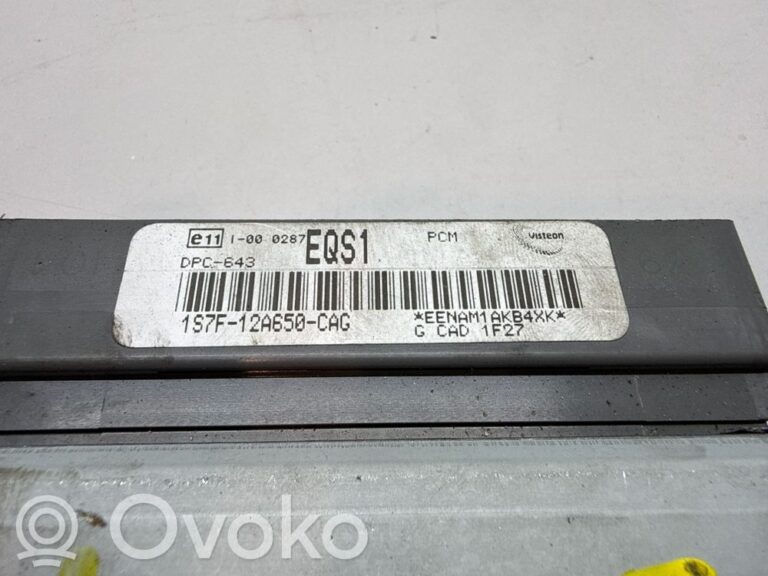 e11 I-00 0287 EQS1 PCM visteon
DPC-643
1S7F-12A650-CAG *EENAM1AKB4XK*
G CAD 1F27
Ovoko